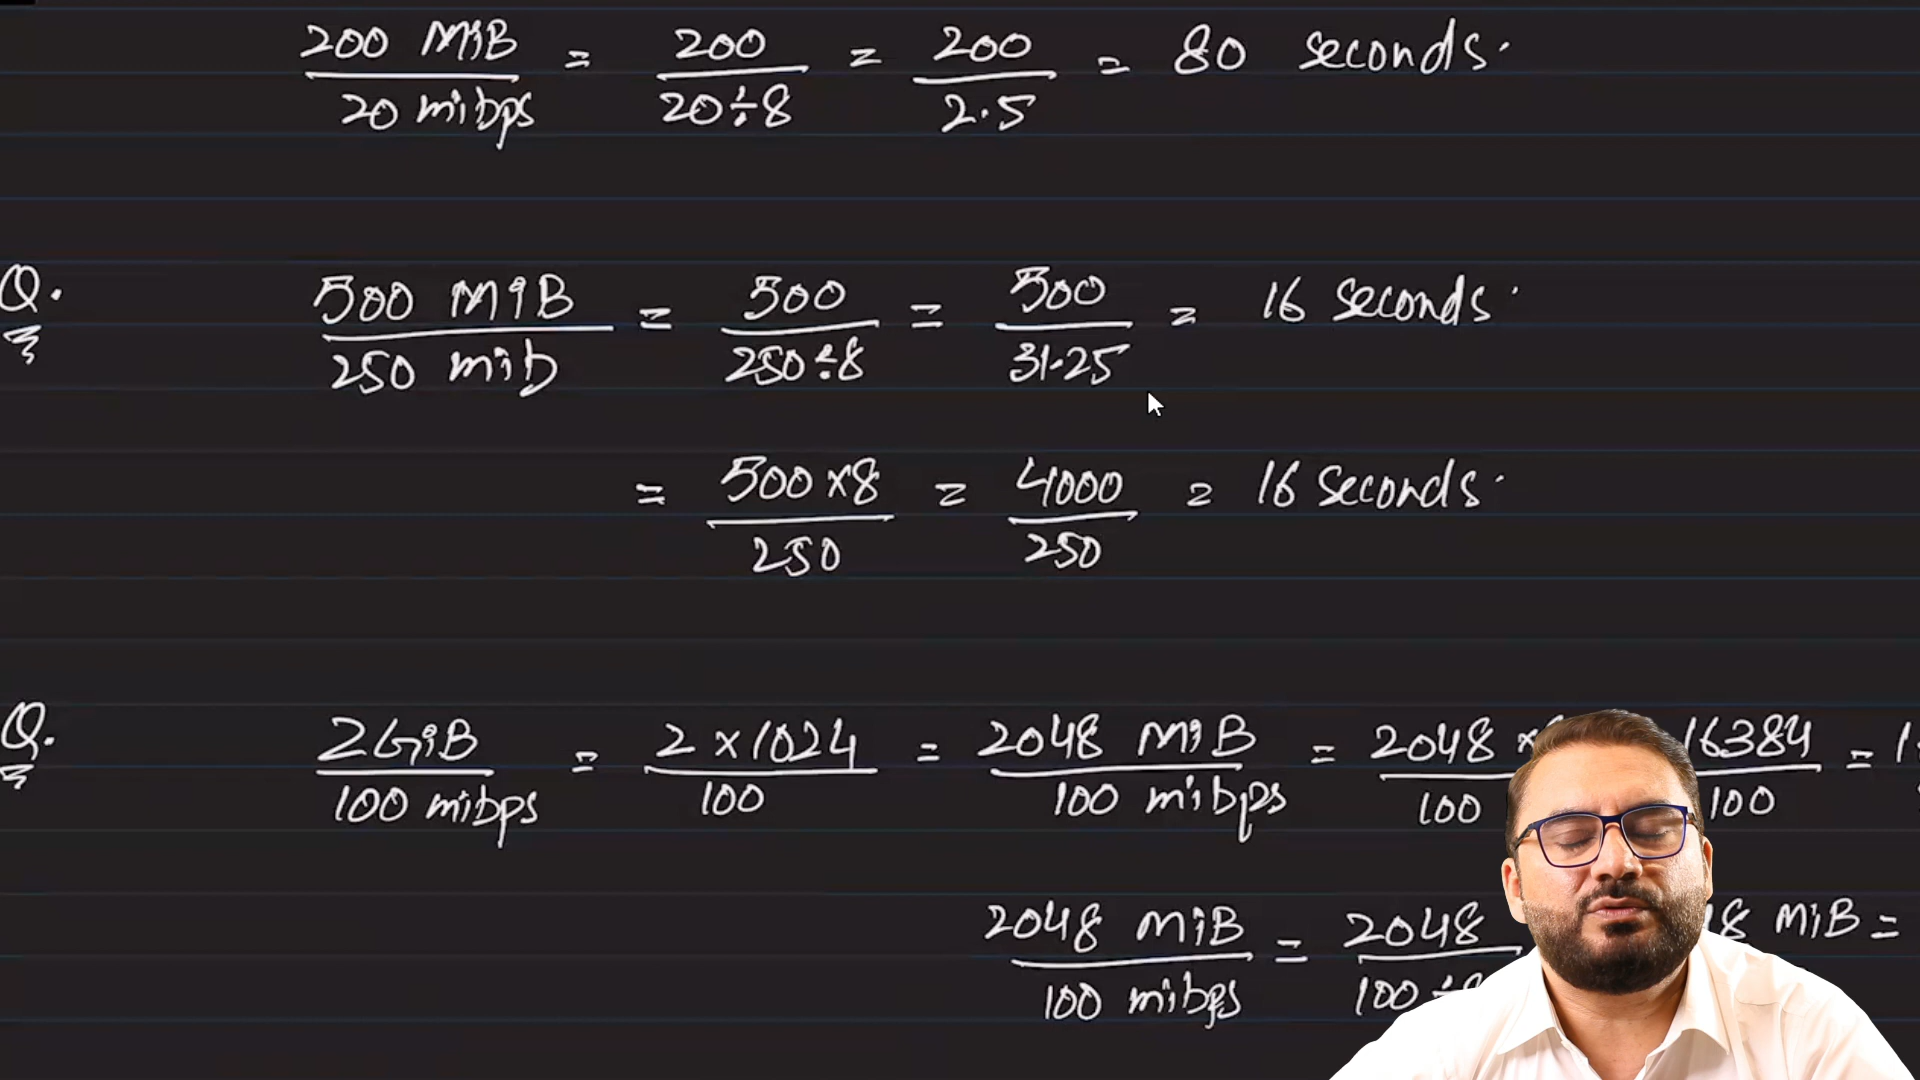 200 MiB / 20 mibps = 200 / 20÷8 = 200 / 2.5 = 80 seconds.
Q. 500 MiB / 250 mib = 500 / 250÷8 = 500 / 31.25 = 16 seconds.
= 500 x8 / 250 = 4000 / 250 = 16 seconds.
Q. 2GiB / 100 mibps = 2 x 1024 / 100 = 2048 MiB / 100 mibps = 2048 x / 100 16384 / 100 =
2048 MiB / 100 mibps = 2048 / 100 ÷ 8 MiB =